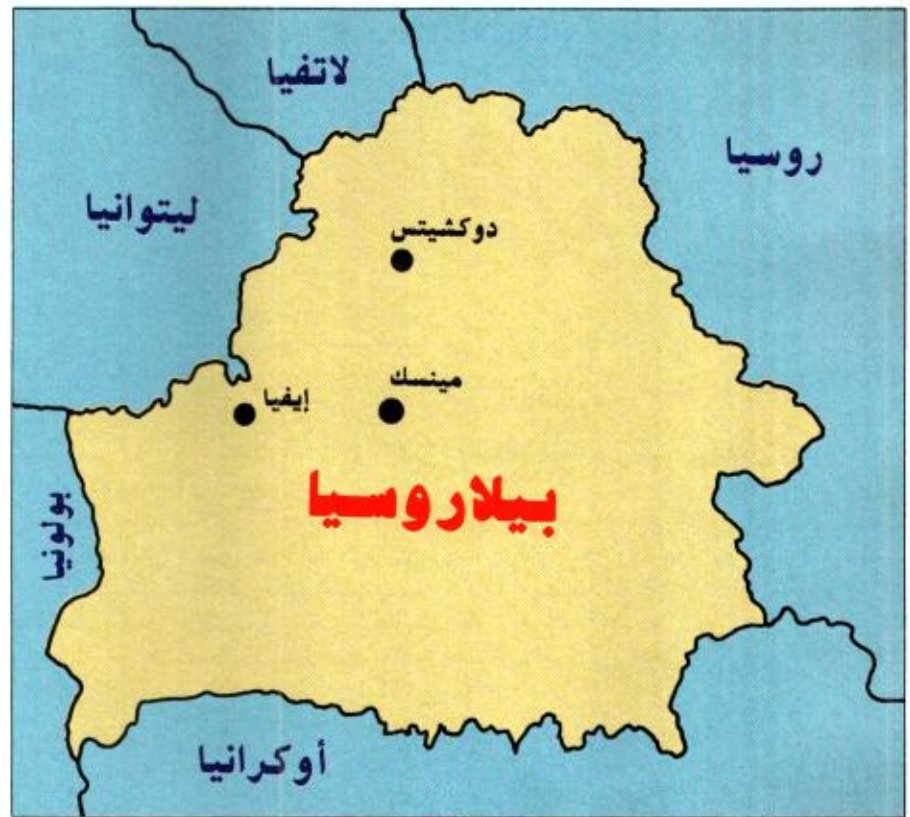 لاتفيا
روسيا
ليتوانيا
دوكشيتس
مينسك
إيفيا
بيلاروسيا
بولونيا
أوكرانيا